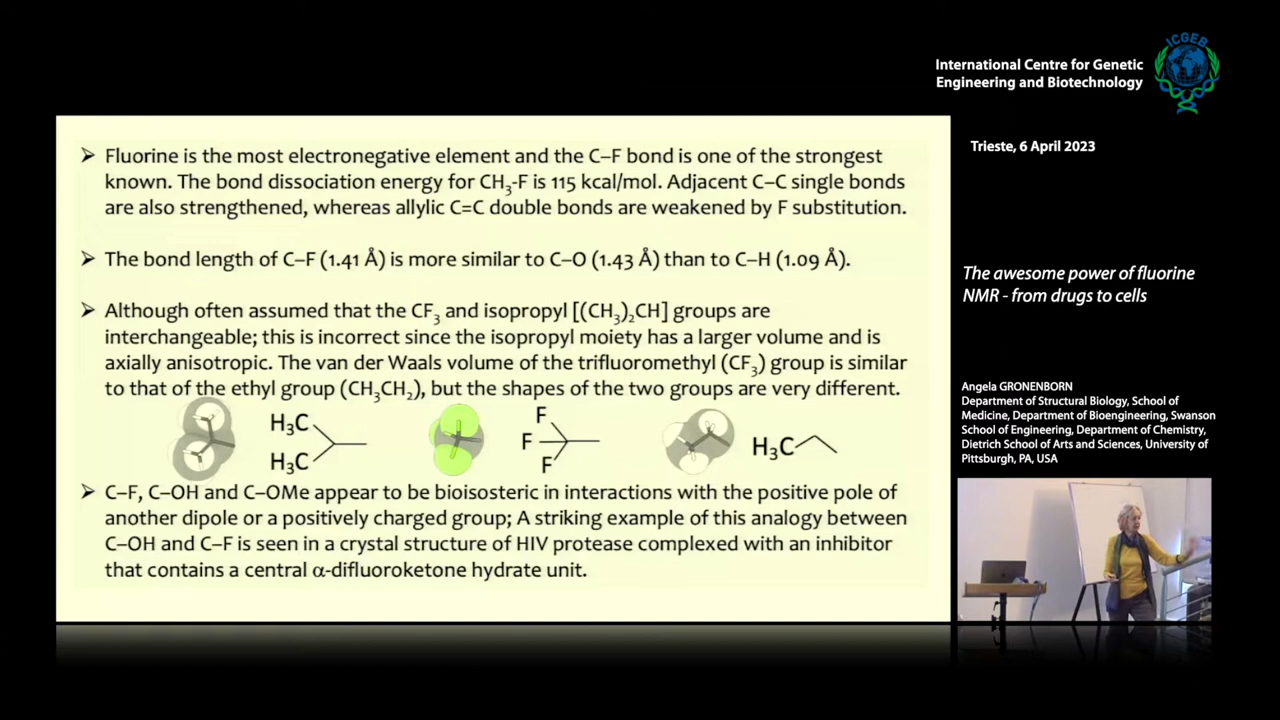 ICGEB
International Centre for Genetic
Engineering and Biotechnology
Trieste, 6 April 2023
➢ Fluorine is the most electronegative element and the C–F bond is one of the strongest
known. The bond dissociation energy for CH₃-F is 115 kcal/mol. Adjacent C–C single bonds
are also strengthened, whereas allylic C=C double bonds are weakened by F substitution.
➢ The bond length of C–F (1.41 Å) is more similar to C–O (1.43 Å) than to C–H (1.09 Å).
➢ Although often assumed that the CF₃ and isopropyl [(CH₃)₂CH] groups are
interchangeable; this is incorrect since the isopropyl moiety has a larger volume and is
axially anisotropic. The van der Waals volume of the trifluoromethyl (CF₃) group is similar
to that of the ethyl group (CH₃CH₂), but the shapes of the two groups are very different.
H₃C
H₃C
F
F
F
H₃C
➢ C–F, C–OH and C–OMe appear to be bioisosteric in interactions with the positive pole of
another dipole or a positively charged group; A striking example of this analogy between
C–OH and C–F is seen in a crystal structure of HIV protease complexed with an inhibitor
that contains a central α-difluoroketone hydrate unit.
The awesome power of fluorine
NMR - from drugs to cells
Angela GRONENBORN
Department of Structural Biology, School of
Medicine, Department of Bioengineering, Swanson
School of Engineering, Department of Chemistry,
Dietrich School of Arts and Sciences, University of
Pittsburgh, PA, USA